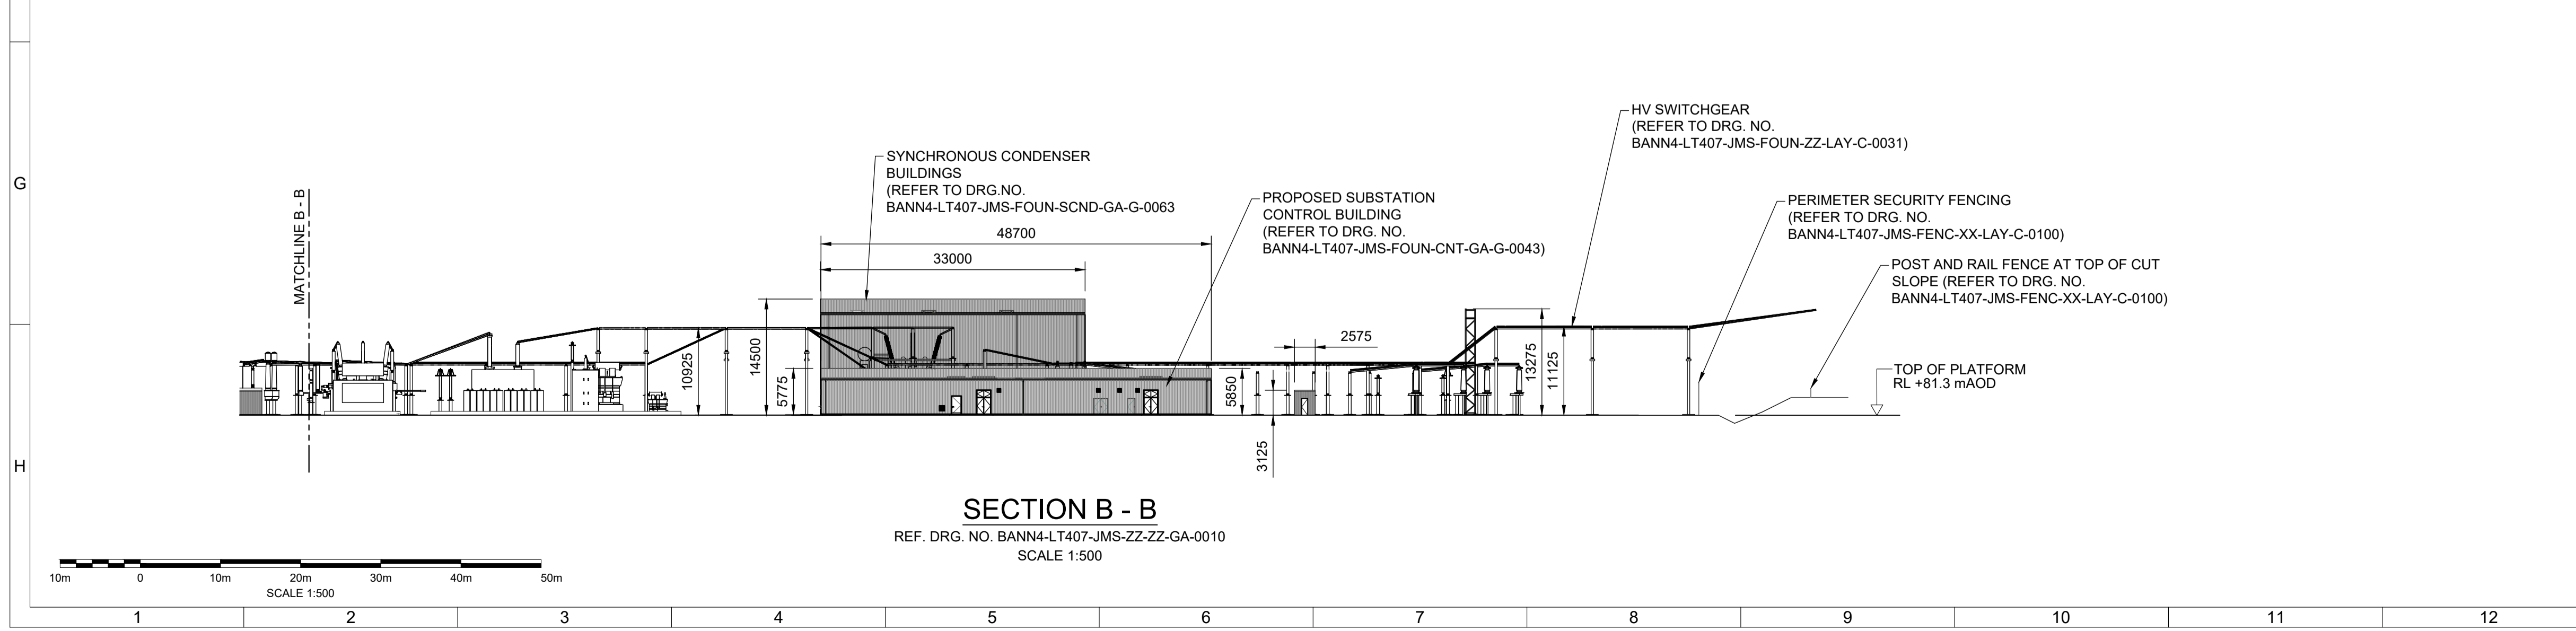 G
H
MATCHLINE B - B
SYNCHRONOUS CONDENSER
BUILDINGS
(REFER TO DRG.NO.
BANN4-LT407-JMS-FOUN-SCND-GA-G-0063
PROPOSED SUBSTATION
CONTROL BUILDING
(REFER TO DRG. NO.
BANN4-LT407-JMS-FOUN-CNT-GA-G-0043)
HV SWITCHGEAR
(REFER TO DRG. NO.
BANN4-LT407-JMS-FOUN-ZZ-LAY-C-0031)
PERIMETER SECURITY FENCING
(REFER TO DRG. NO.
BANN4-LT407-JMS-FENC-XX-LAY-C-0100)
POST AND RAIL FENCE AT TOP OF CUT
SLOPE (REFER TO DRG. NO.
BANN4-LT407-JMS-FENC-XX-LAY-C-0100)
TOP OF PLATFORM
RL +81.3 mAOD
48700
33000
10925
14500
5775
5850
3125
2575
13275
11125
SECTION B - B
REF. DRG. NO. BANN4-LT407-JMS-ZZ-ZZ-GA-0010
SCALE 1:500
10m 0 10m 20m 30m 40m 50m
SCALE 1:500
1 2 3 4 5 6 7 8 9 10 11 12